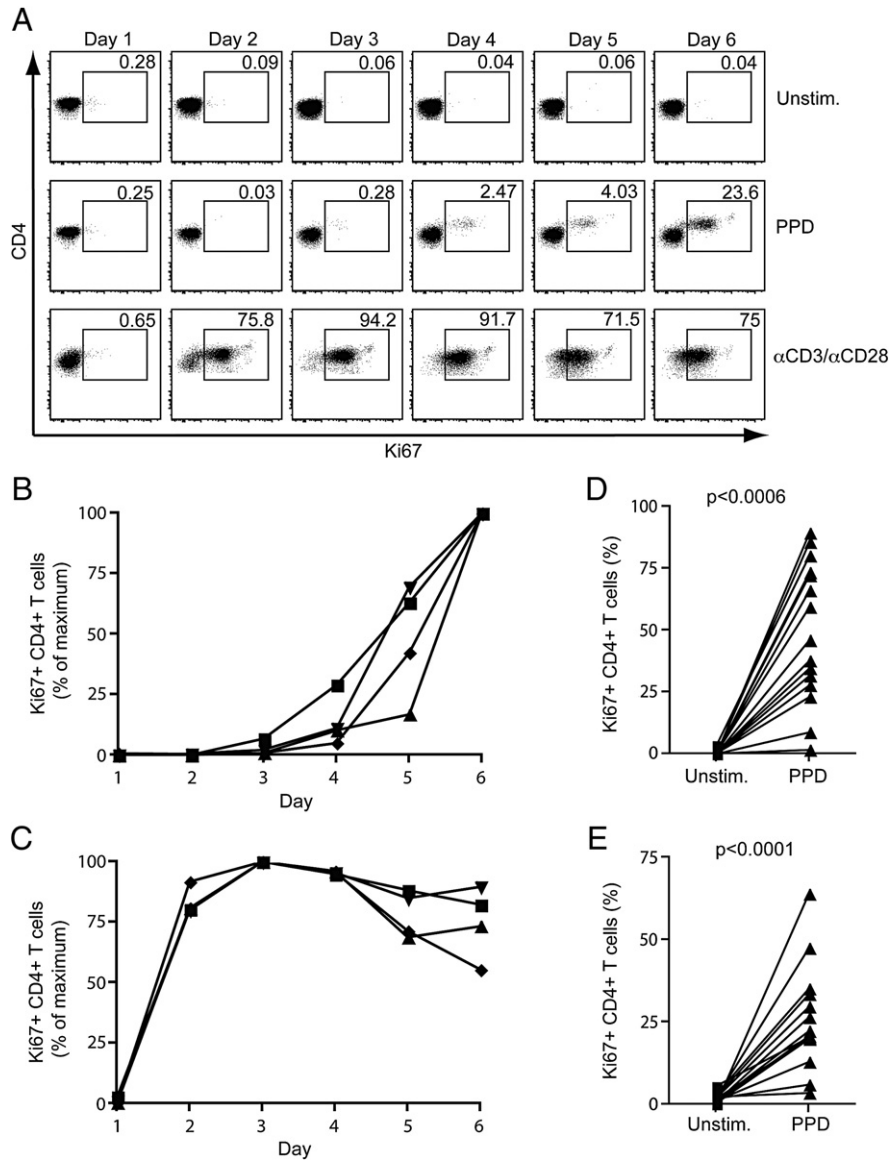 A
Day 1 Day 2 Day 3 Day 4 Day 5 Day 6
0.28 0.09 0.06 0.04 0.06 0.04
Unstim.
0.25 0.03 0.28 2.47 4.03 23.6
PPD
0.65 75.8 94.2 91.7 71.5 75
αCD3/αCD28
CD4
Ki67
B
Ki67+ CD4+ T cells
(% of maximum)
100
75
50
25
0
1 2 3 4 5 6
Day
D
p<0.0006
Ki67+ CD4+ T cells (%)
100
75
50
25
0
Unstim. PPD
C
Ki67+ CD4+ T cells
(% of maximum)
100
75
50
25
0
1 2 3 4 5 6
Day
E
p<0.0001
Ki67+ CD4+ T cells (%)
75
50
25
0
Unstim. PPD